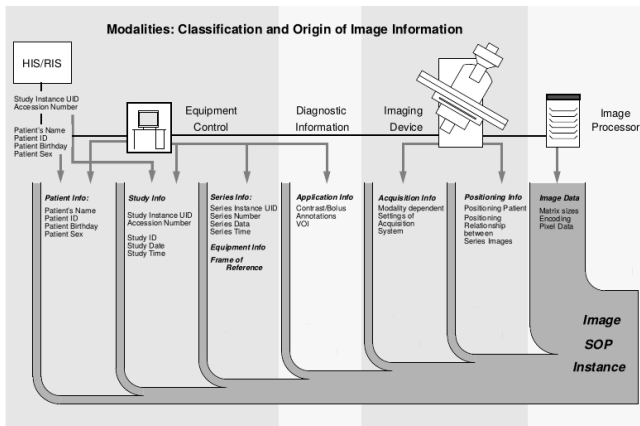 Modalities: Classification and Origin of Image Information
HIS/RIS
Study Instance UID
Accession Number
Patient's Name
Patient ID
Patient Birthday
Patient Sex
Equipment
Control
Diagnostic
Information
Imaging
Device
Image
Processor
Patient Info:
Patient's Name
Patient ID
Patient Birthday
Patient Sex
Study Info
Study Instance UID
Accession Number
Study ID
Study Date
Study Time
Series Info:
Series Instance UID
Series Number
Series Data
Series Time
Equipment Info
Frame of
Reference
Application Info
Contrast/Bolus
Annotations
VOI
Acquisition Info
Modality dependent
Settings of
Acquisition
System
Positioning Info
Positioning Patient
Positioning
Relationship
between
Series Images
Image Data
Matrix sizes
Encoding
Pixel Data
Image
SOP
Instance